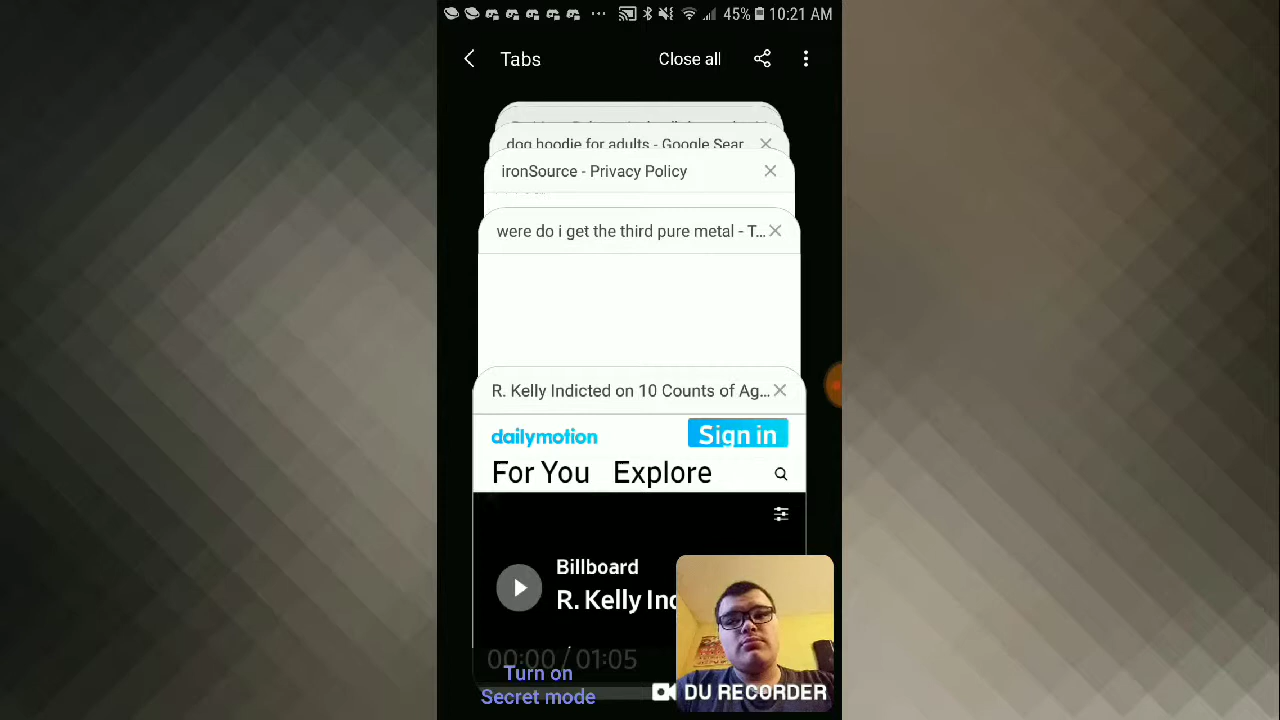 45% 10:21 AM
Tabs Close all
dog hoodie for adults - Google Sear
ironSource - Privacy Policy
were do i get the third pure metal - T...
R. Kelly Indicted on 10 Counts of Ag...
dailymotion Sign in
For You Explore
Billboard
R. Kelly Ind
00:00 / 01:05
Turn on
Secret mode
DU RECORDER